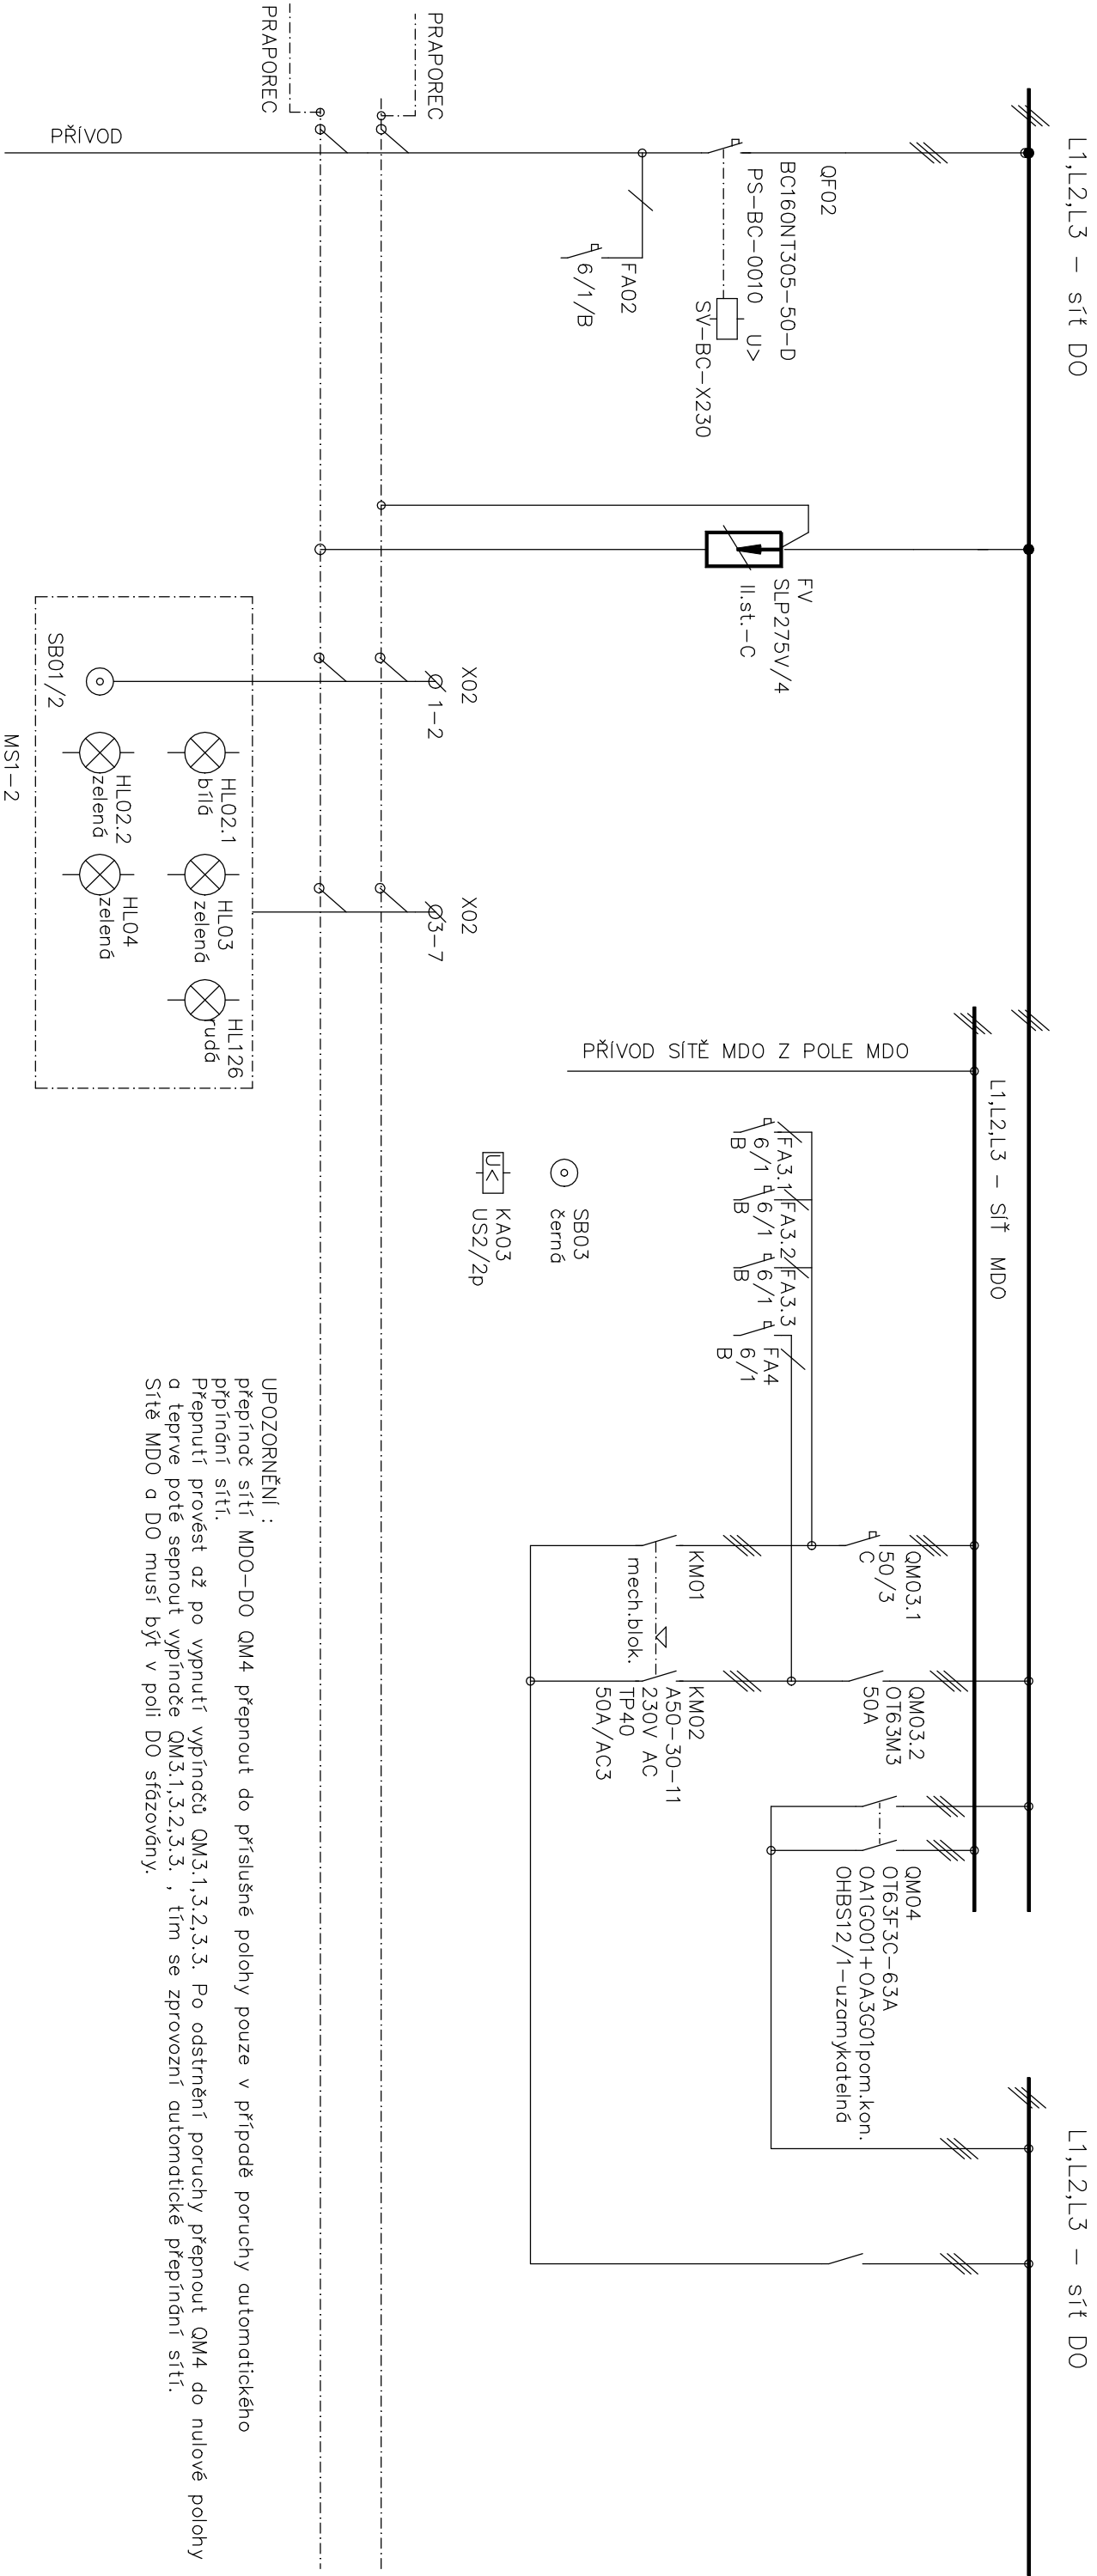 L1,L2,L3 – síť DO
L1,L2,L3 – síť DO
L1,L2,L3 – SÍŤ MDO
PRAPOREC
PRAPOREC
PŘÍVOD
QF02
BC160NT305–50–D
PS–BC–0010 U>
SV–BC–X230
FA02
6/1/B
FV
SLP275V/4
II.st.–C
X02
1–2
X02
3–7
SB01/2
HL02.1
bílá
HL02.2
zelená
HL03
zelená
HL04
zelená
HL126
rudá
MS1–2
PŘÍVOD SÍTĚ MDO Z POLE MDO
FA3.1
6/1
B
FA3.2
6/1
B
FA3.3
6/1
B
FA4
6/1
B
SB03
černá
U<
KA03
US2/2p
QM03.1
50/3
C
KM01
mech.blok.
QM03.2
OT63M3
50A
KM02
A50–30–11
230V AC
TP40
50A/AC3
QM04
OT63F3C–63A
OA1G001+OA3G01pom.kon.
OHBS12/1–uzamykatelná
UPOZORNĚNÍ :
přepínač sítí MDO–DO QM4 přepnout do příslušné polohy pouze v případě poruchy automatického
přpínání sítí.
Přepnutí provést až po vypnutí vypínačů QM3.1,3.2,3.3. Po odstrnění poruchy přepnout QM4 do nulové polohy
a teprve poté sepnout vypínače QM3.1,3.2,3.3. , tím se zprovozní automatické přepínání sítí.
Sítě MDO a DO musí být v poli DO sfázovány.